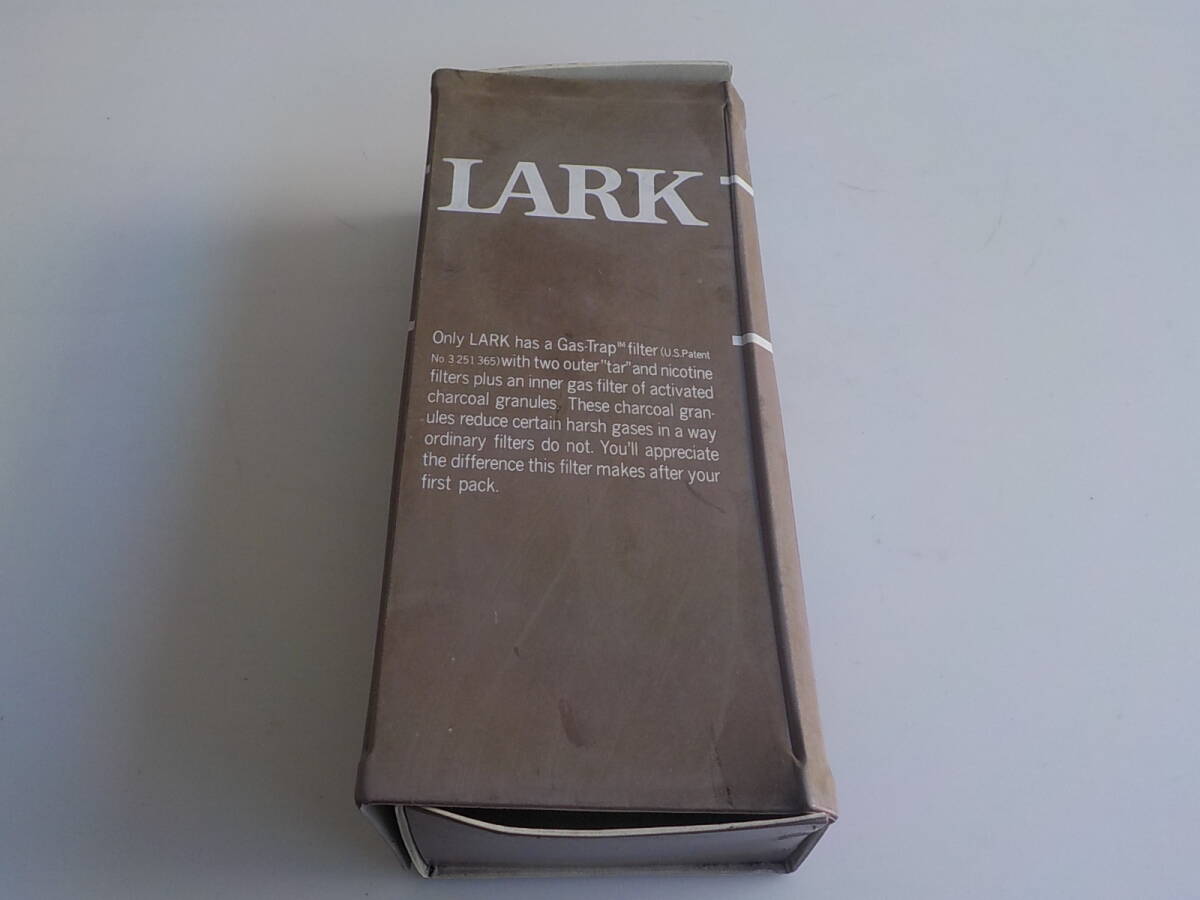 LARK
Only LARK has a Gas-Trap™ filter (U.S.Patent
No 3 251 365) with two outer "tar" and nicotine
filters plus an inner gas filter of activated
charcoal granules. These charcoal gran-
ules reduce certain harsh gases in a way
ordinary filters do not. You'll appreciate
the difference this filter makes after your
first pack.